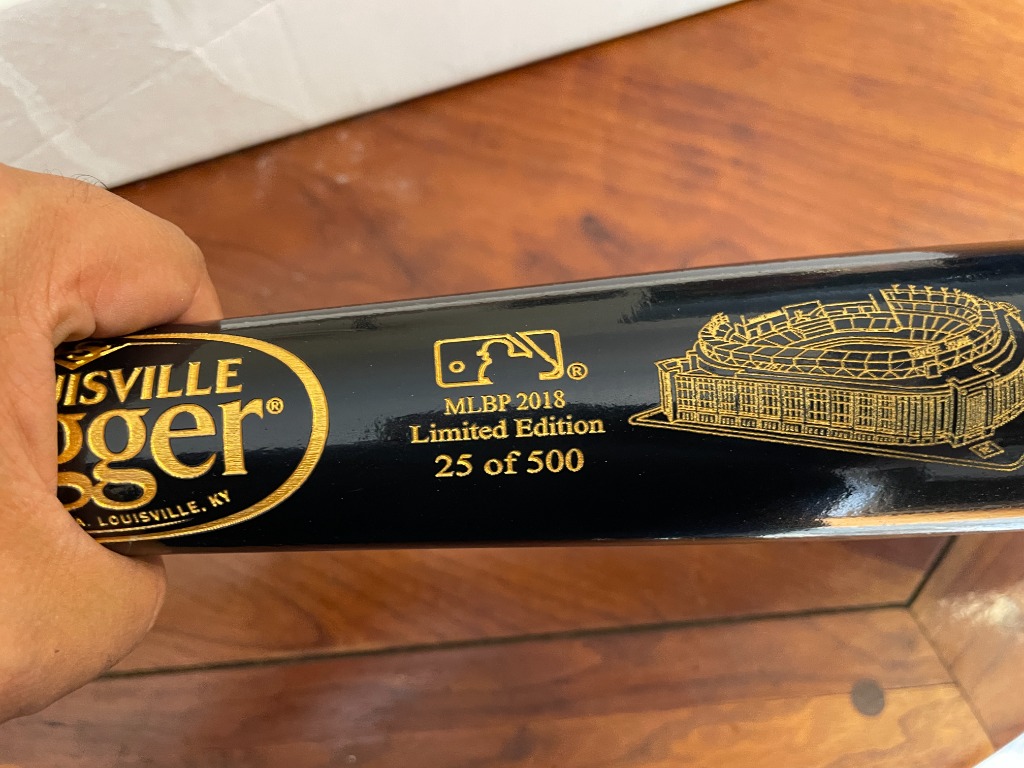 UISVILLE
gger®
A. LOUISVILLE, KY
®
MLBP 2018
Limited Edition
25 of 500